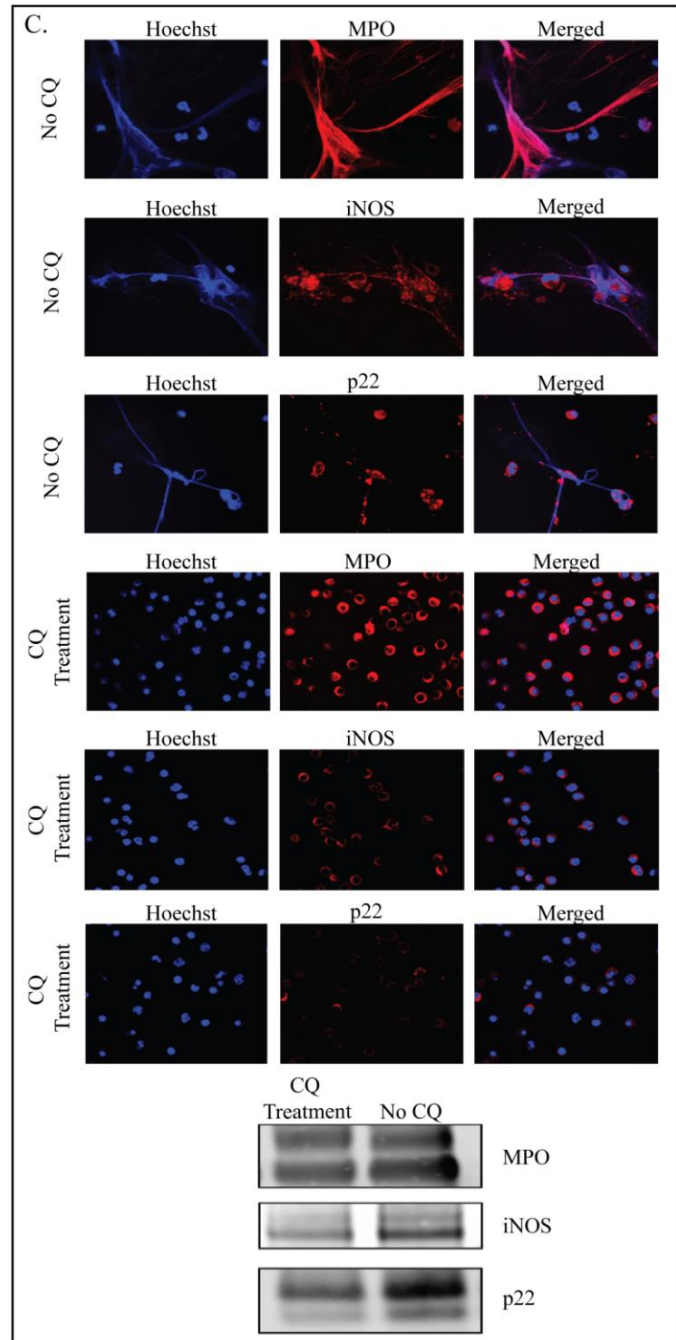 C.
Hoechst MPO Merged
No CQ
Hoechst iNOS Merged
No CQ
Hoechst p22 Merged
No CQ
Hoechst MPO Merged
CQ
Treatment
Hoechst iNOS Merged
CQ
Treatment
Hoechst p22 Merged
CQ
Treatment
CQ
Treatment No CQ
MPO
iNOS
p22